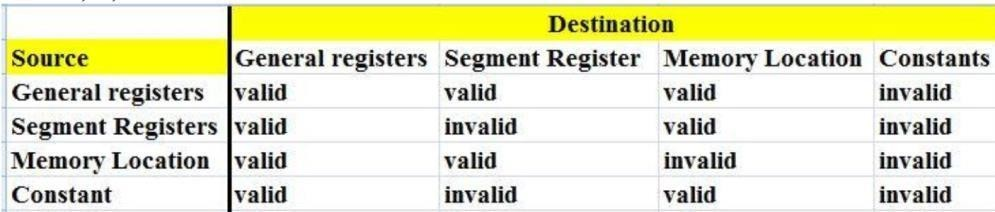 Destination
Source General registers Segment Register Memory Location Constants
General registers valid valid valid invalid
Segment Registers valid invalid valid invalid
Memory Location valid valid invalid invalid
Constant valid invalid valid invalid